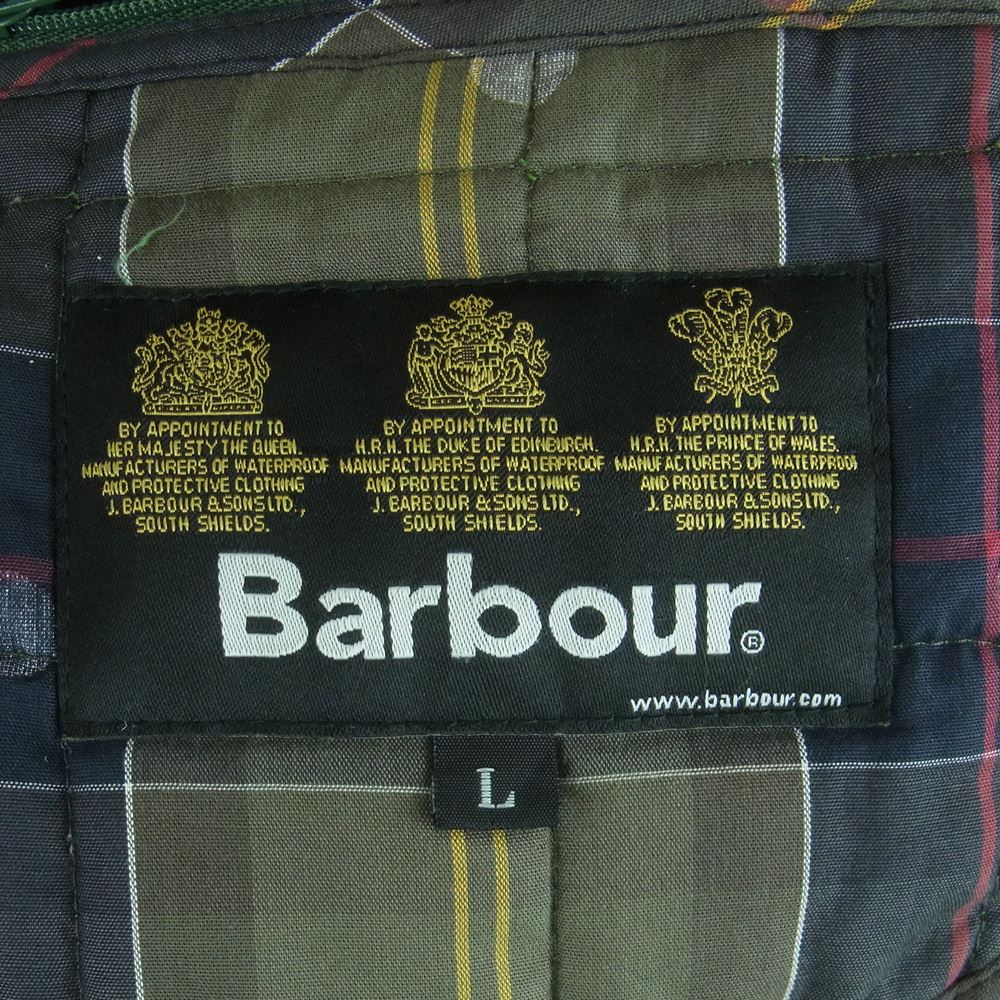 BY APPOINTMENT TO
HER MAJESTY THE QUEEN.
MANUFACTURERS OF WATERPROOF
AND PROTECTIVE CLOTHING
J. BARBOUR & SONS LTD.,
SOUTH SHIELDS.
BY APPOINTMENT TO
H.R.H. THE DUKE OF EDINBURGH.
MANUFACTURERS OF WATERPROOF
AND PROTECTIVE CLOTHING
J. BARBOUR & SONS LTD.,
SOUTH SHIELDS.
BY APPOINTMENT TO
H.R.H. THE PRINCE OF WALES.
MANUFACTURERS OF WATERPROOF
AND PROTECTIVE CLOTHING
J. BARBOUR & SONS LTD.,
SOUTH SHIELDS.
Barbour®
www.barbour.com
L